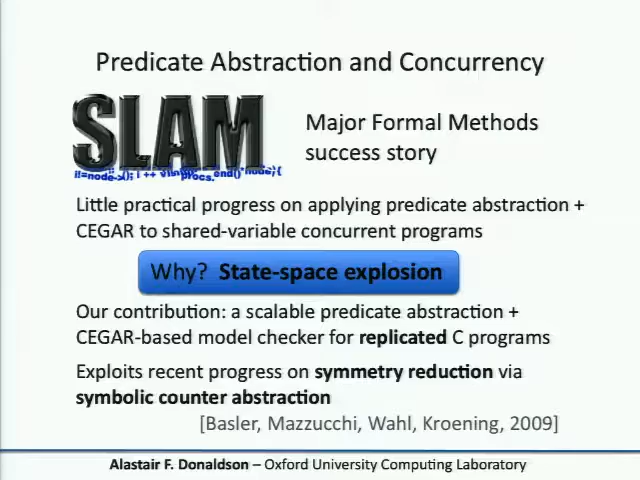 Predicate Abstraction and Concurrency
SLAM
Major Formal Methods
success story
Little practical progress on applying predicate abstraction +
CEGAR to shared-variable concurrent programs
Why? State-space explosion
Our contribution: a scalable predicate abstraction +
CEGAR-based model checker for replicated C programs
Exploits recent progress on symmetry reduction via
symbolic counter abstraction
[Basler, Mazzucchi, Wahl, Kroening, 2009]
Alastair F. Donaldson – Oxford University Computing Laboratory